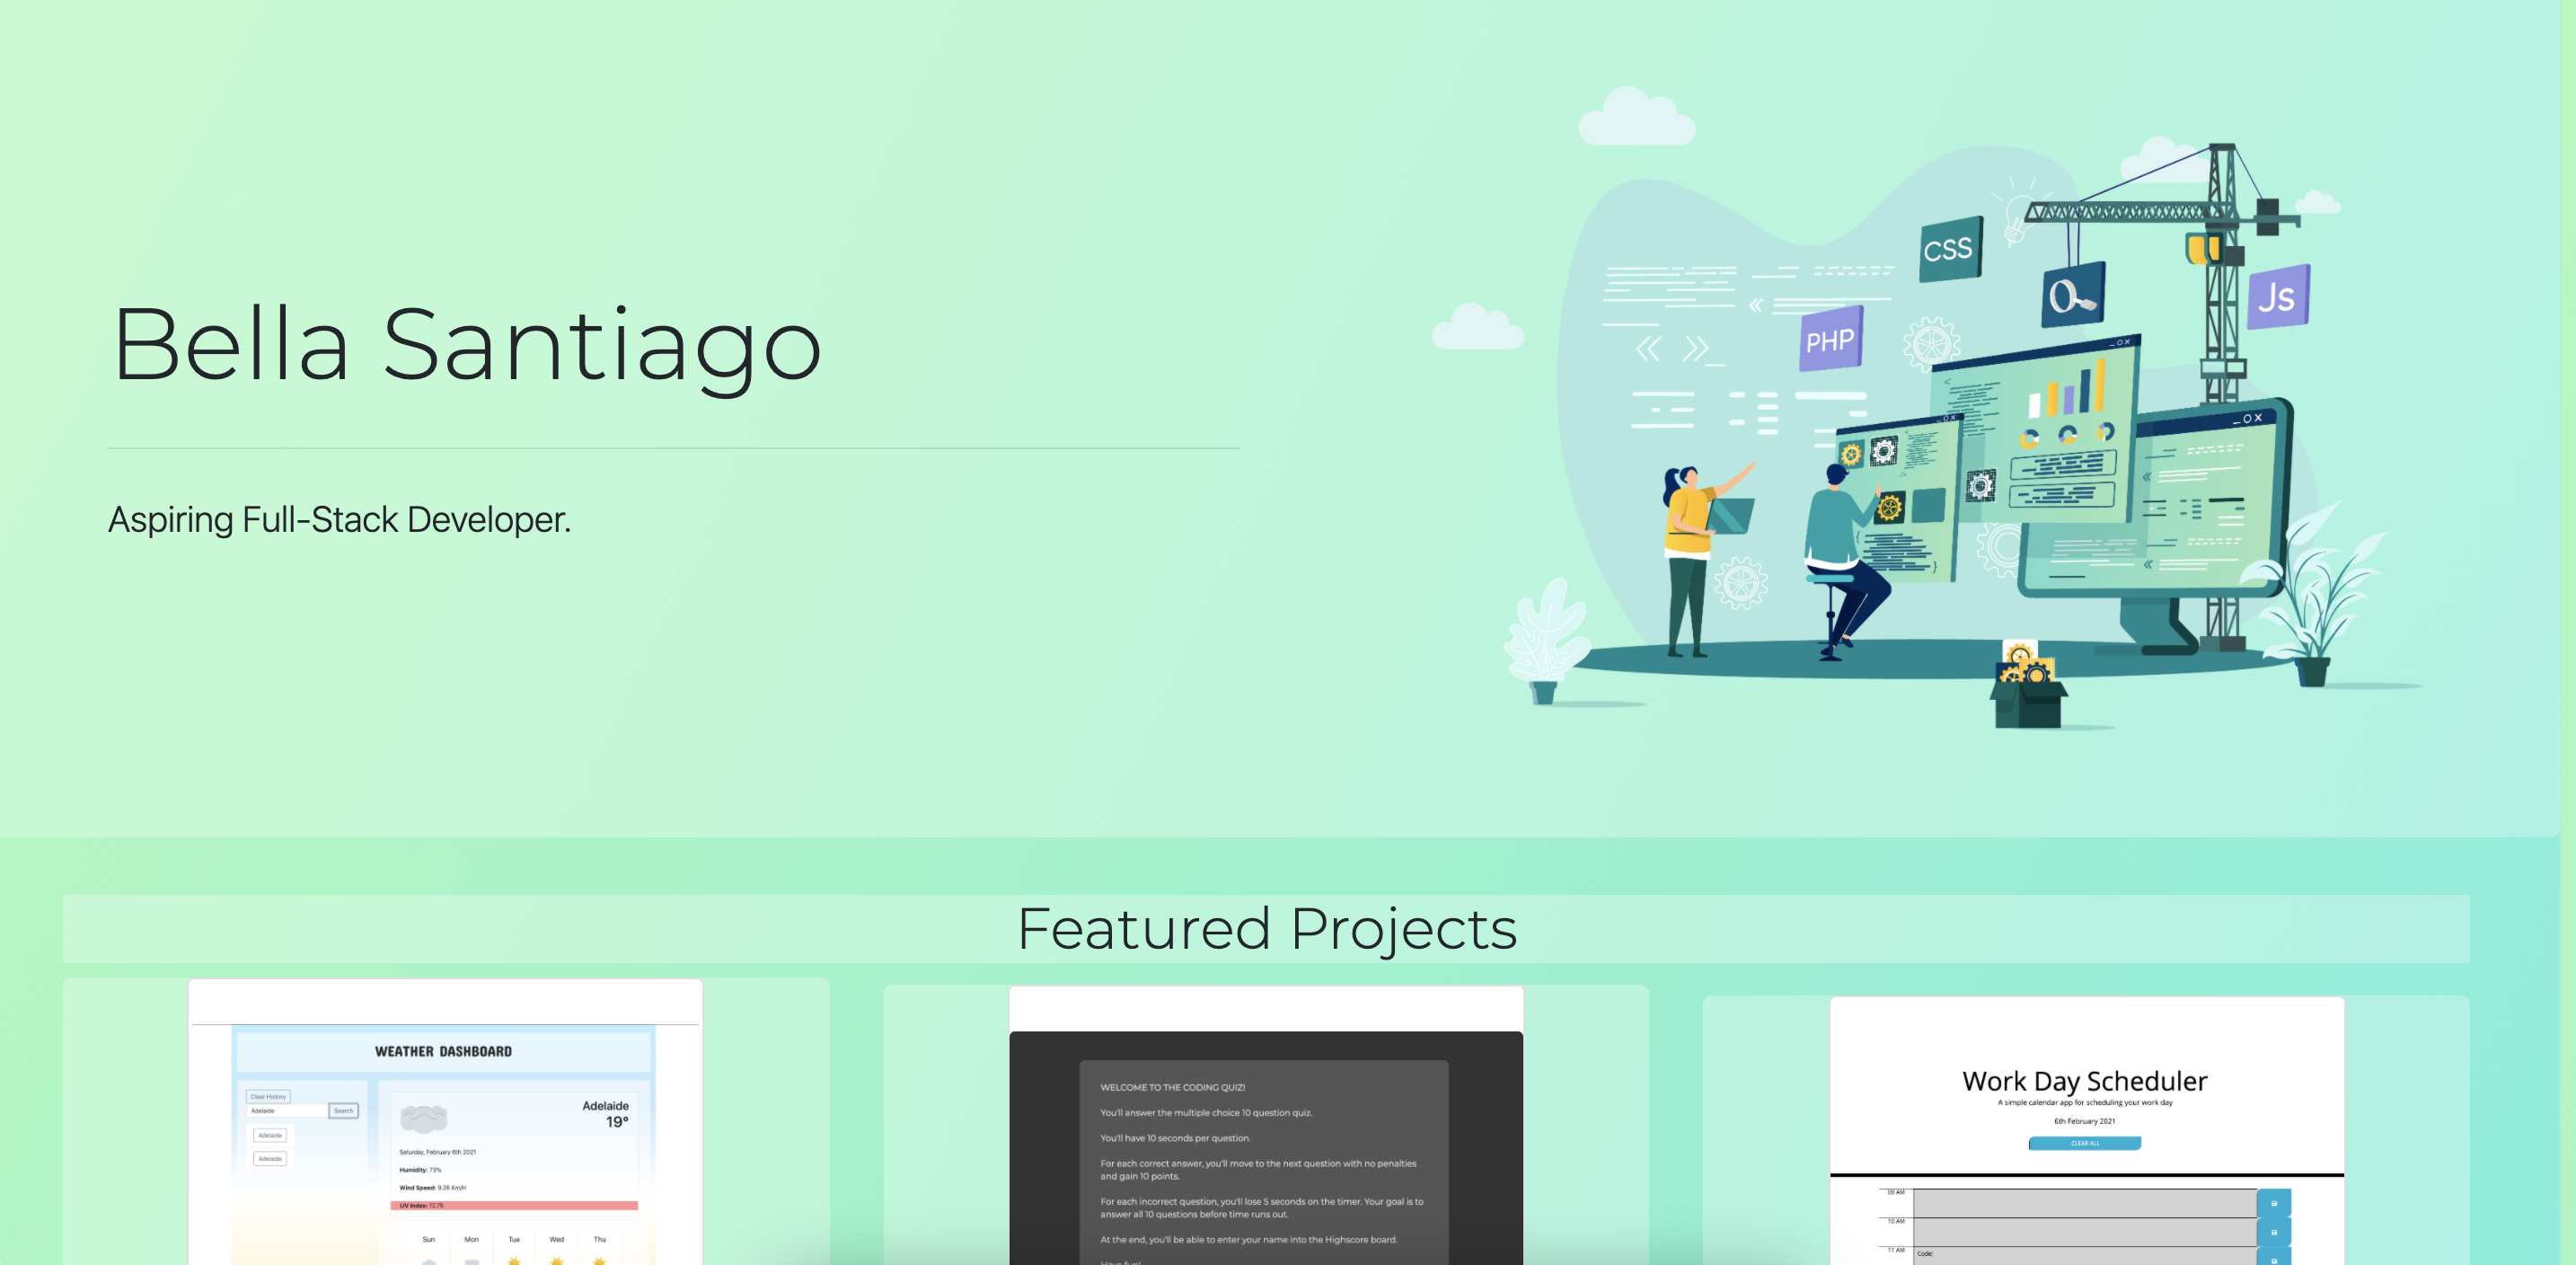 Bella Santiago
Aspiring Full-Stack Developer.
CSS
Js
PHP
Featured Projects
WEATHER DASHBOARD
Clear History
Adelaide
Search
Adelaide
Adelaide
Adelaide
19°
Saturday, February 6th 2021
Humidity: 73%
Wind Speed: 9.26 Km/H
UV Index: 12.75
Sun Mon Tue Wed Thu
WELCOME TO THE CODING QUIZ!
You'll answer the multiple choice 10 question quiz.
You'll have 10 seconds per question.
For each correct answer, you'll move to the next question with no penalties
and gain 10 points.
For each incorrect question, you'll lose 5 seconds on the timer. Your goal is to
answer all 10 questions before time runs out.
At the end, you'll be able to enter your name into the Highscore board.
Have fun!
Work Day Scheduler
A simple calendar app for scheduling your work day
6th February 2021
CLEAR ALL
09 AM
10 AM
11 AM
Code!